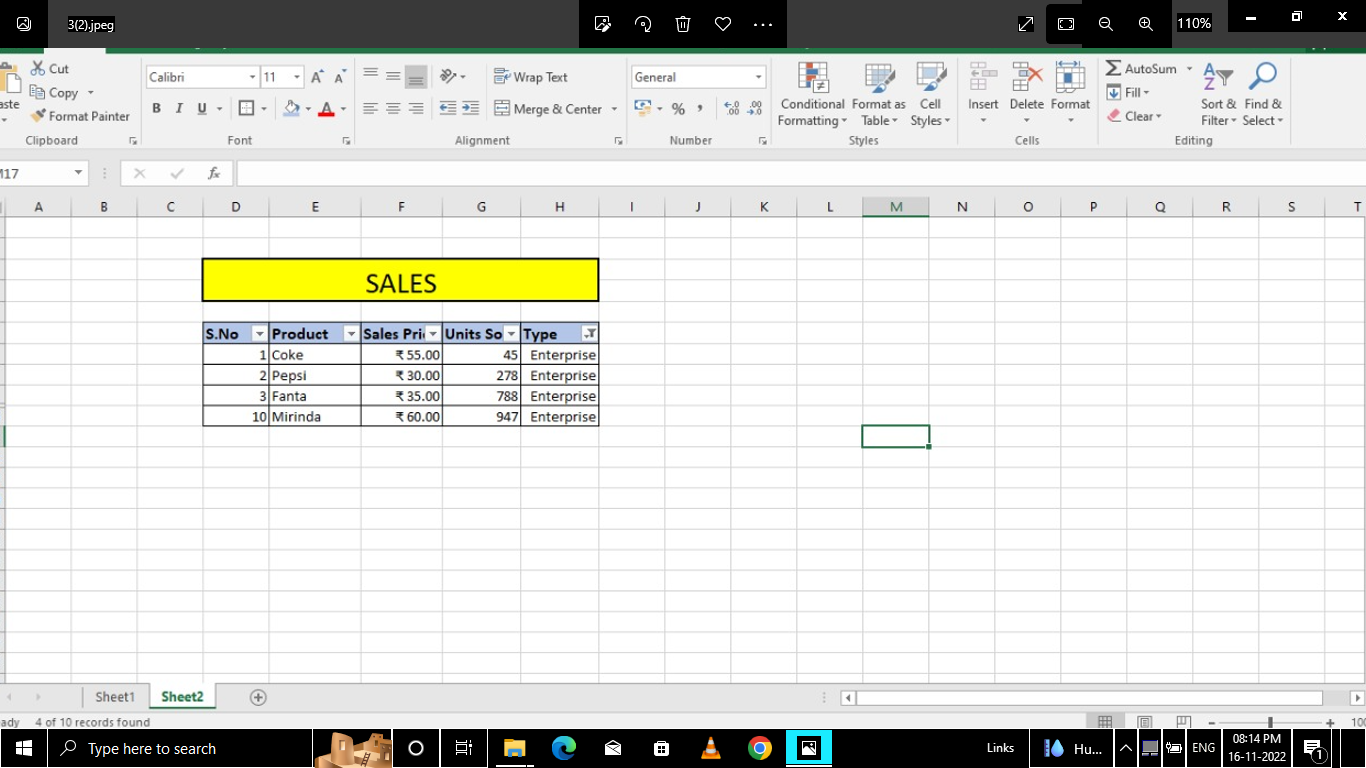 3(2).jpeg
110%
Cut
Copy
Format Painter
Clipboard
Calibri 11
B I U
Font
Wrap Text
Merge & Center
Alignment
General
%
Number
Conditional Formatting
Format as Table
Cell Styles
Styles
Insert Delete Format
Cells
AutoSum
Fill
Clear
Sort & Filter
Find & Select
Editing
fx
A B C D E F G H I J K L M N O P Q R S T
SALES
S.No Product Sales Pri Units So Type
1 Coke ₹ 55.00 45 Enterprise
2 Pepsi ₹ 30.00 278 Enterprise
3 Fanta ₹ 35.00 788 Enterprise
10 Mirinda ₹ 60.00 947 Enterprise
Sheet1 Sheet2
4 of 10 records found
Type here to search
Links
Hu...
ENG
08:14 PM
16-11-2022
1